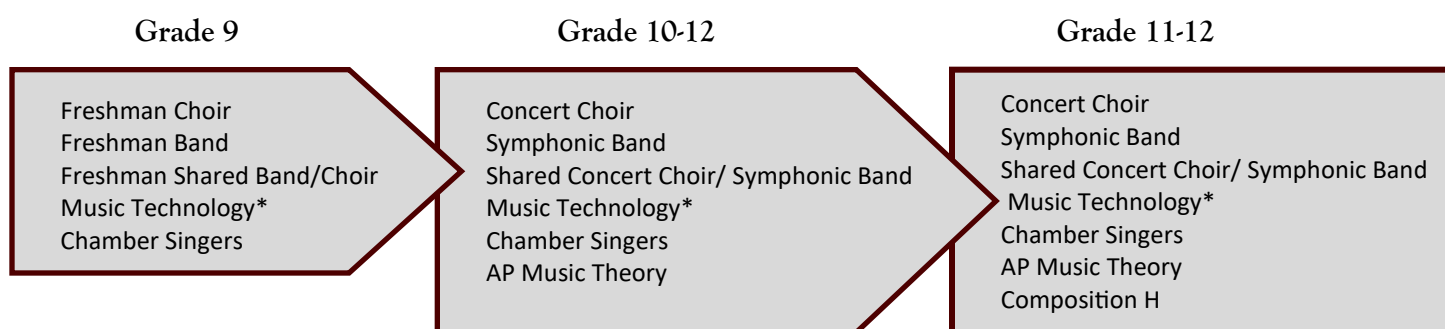 Grade 9
Freshman Choir
Freshman Band
Freshman Shared Band/Choir
Music Technology*
Chamber Singers
Grade 10-12
Concert Choir
Symphonic Band
Shared Concert Choir/ Symphonic Band
Music Technology*
Chamber Singers
AP Music Theory
Grade 11-12
Concert Choir
Symphonic Band
Shared Concert Choir/ Symphonic Band
Music Technology*
Chamber Singers
AP Music Theory
Composition H